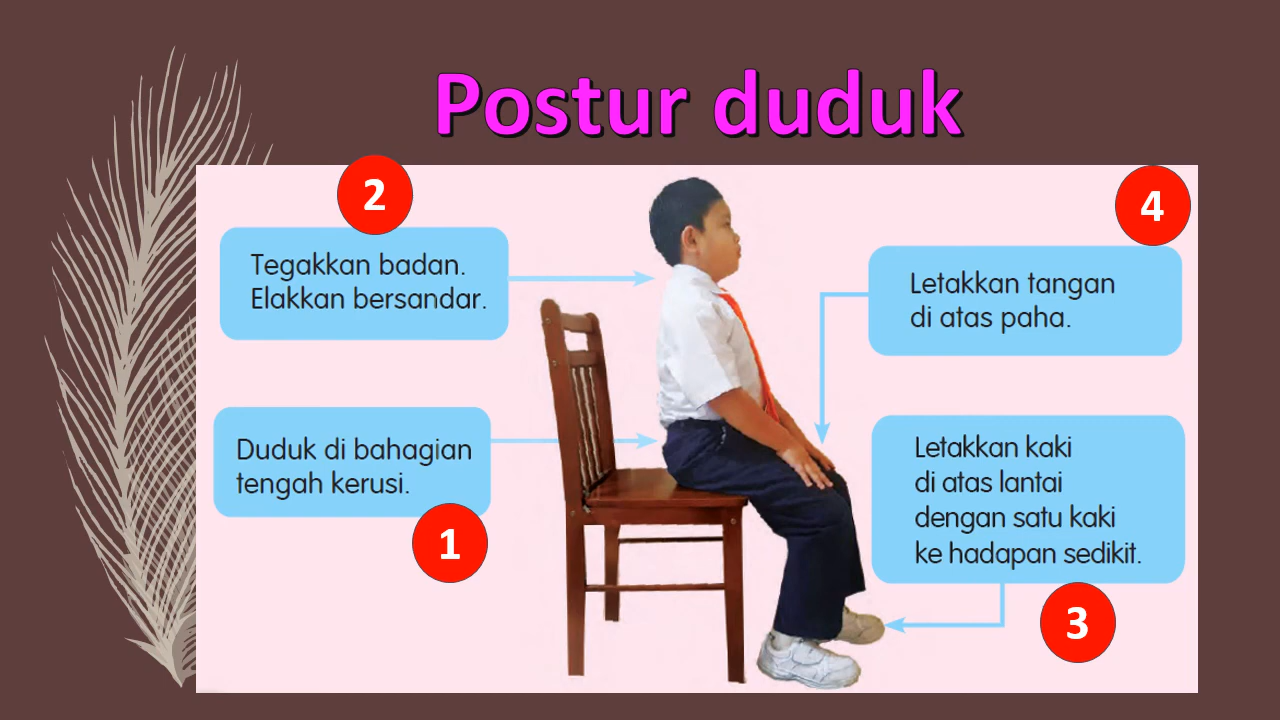 Postur duduk
2
Tegakkan badan.
Elakkan bersandar.
Duduk di bahagian
tengah kerusi.
1
4
Letakkan tangan
di atas paha.
Letakkan kaki
di atas lantai
dengan satu kaki
ke hadapan sedikit.
3